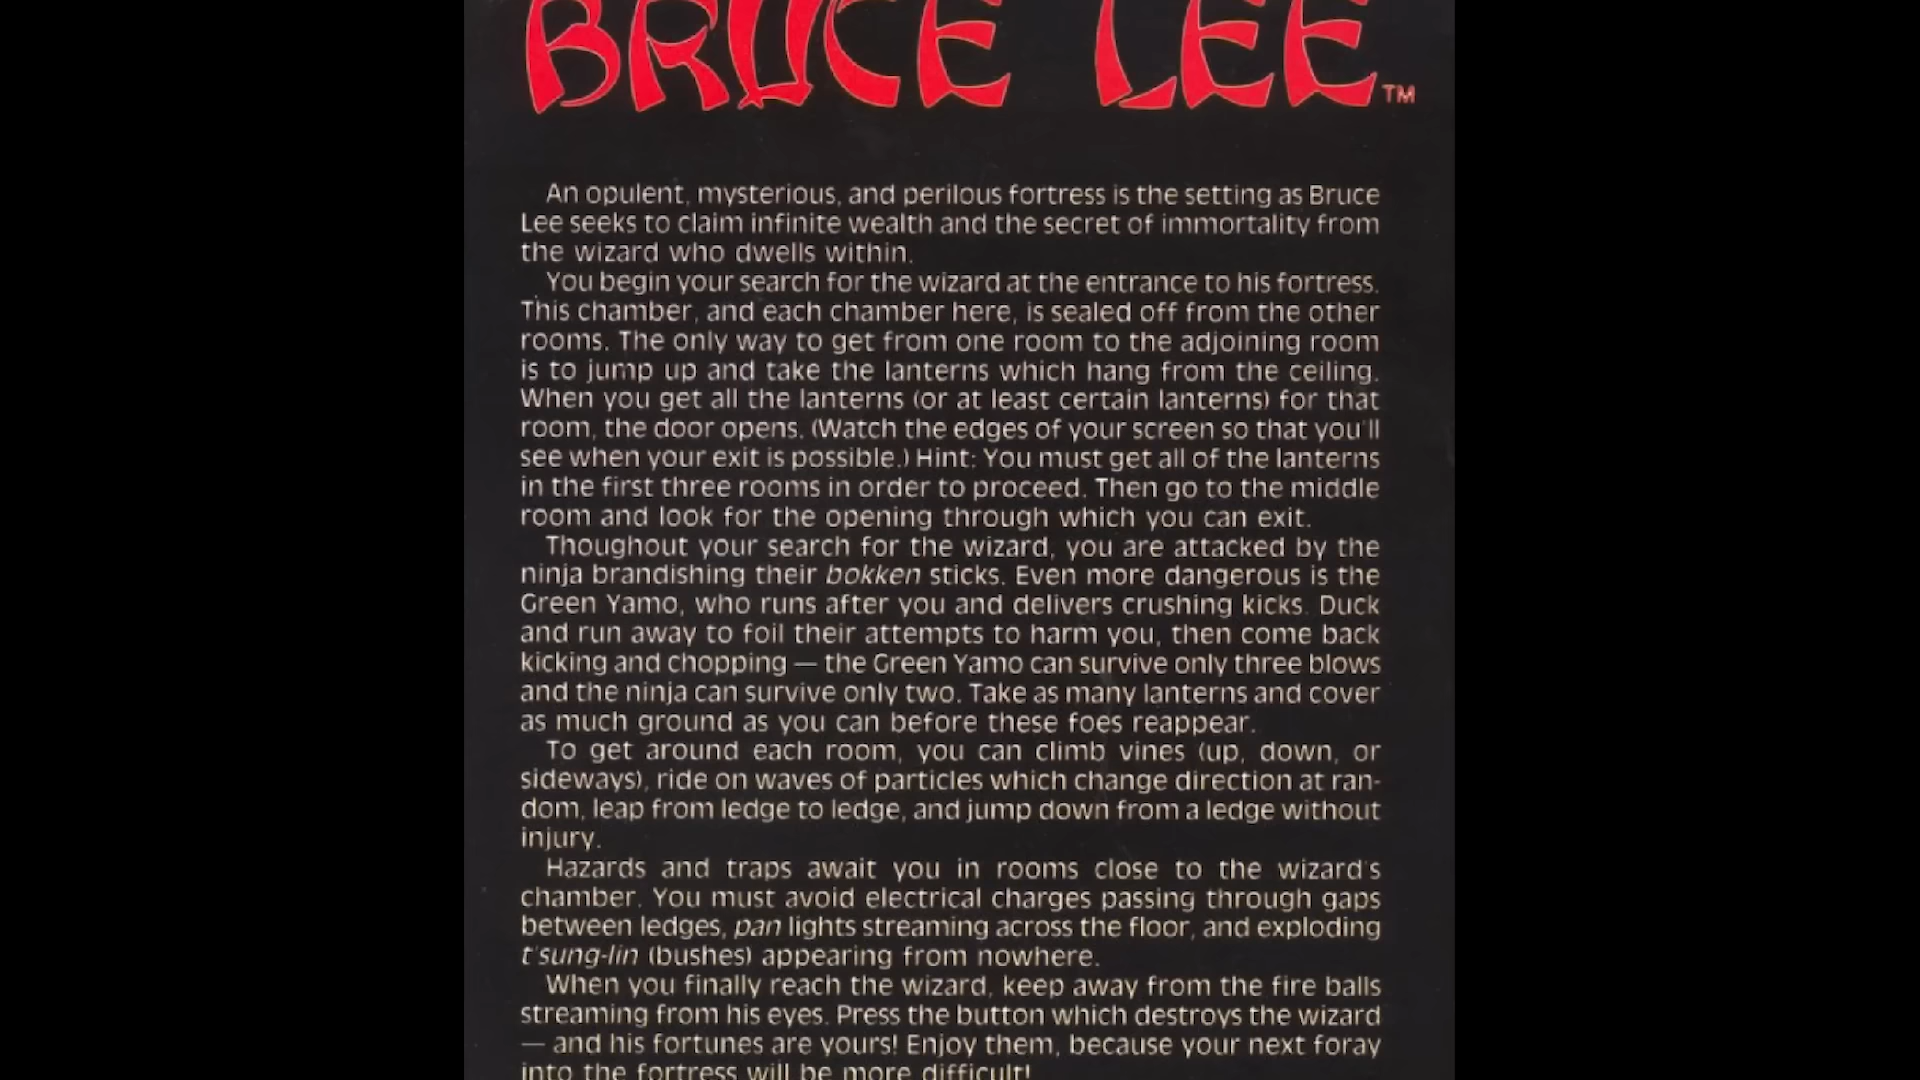 BRUCE LEE™
An opulent, mysterious, and perilous fortress is the setting as Bruce
Lee seeks to claim infinite wealth and the secret of immortality from
the wizard who dwells within.
You begin your search for the wizard at the entrance to his fortress.
This chamber, and each chamber here, is sealed off from the other
rooms. The only way to get from one room to the adjoining room
is to jump up and take the lanterns which hang from the ceiling.
When you get all the lanterns (or at least certain lanterns) for that
room, the door opens. (Watch the edges of your screen so that you'll
see when your exit is possible.) Hint: You must get all of the lanterns
in the first three rooms in order to proceed. Then go to the middle
room and look for the opening through which you can exit.
Thoughout your search for the wizard, you are attacked by the
ninja brandishing their bokken sticks. Even more dangerous is the
Green Yamo, who runs after you and delivers crushing kicks. Duck
and run away to foil their attempts to harm you, then come back
kicking and chopping — the Green Yamo can survive only three blows
and the ninja can survive only two. Take as many lanterns and cover
as much ground as you can before these foes reappear.
To get around each room, you can climb vines (up, down, or
sideways), ride on waves of particles which change direction at ran-
dom, leap from ledge to ledge, and jump down from a ledge without
injury.
Hazards and traps await you in rooms close to the wizard's
chamber. You must avoid electrical charges passing through gaps
between ledges, pan lights streaming across the floor, and exploding
t'sung-lin (bushes) appearing from nowhere.
When you finally reach the wizard, keep away from the fire balls
streaming from his eyes. Press the button which destroys the wizard
— and his fortunes are yours! Enjoy them, because your next foray
into the fortress will be more difficult!